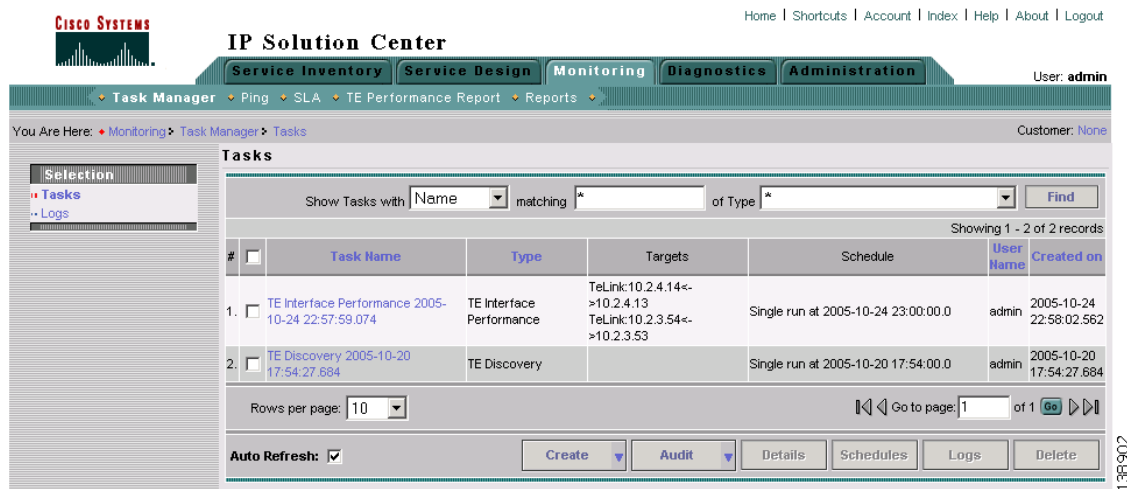 Home | Shortcuts | Account | Index | Help | About | Logout
CISCO SYSTEMS
IP Solution Center
Service Inventory Service Design Monitoring Diagnostics Administration
User: admin
Task Manager Ping SLA TE Performance Report Reports
You Are Here: Monitoring Task Manager Tasks
Customer: None
Tasks
Selection
Tasks
Logs
Show Tasks with Name matching * of Type * Find
Showing 1 - 2 of 2 records
# Task Name Type Targets Schedule User Name Created on
1. TE Interface Performance 2005-
10-24 22:57:59.074
TE Interface
Performance
TeLink:10.2.4.14<-
>10.2.4.13
TeLink:10.2.3.54<-
>10.2.3.53
Single run at 2005-10-24 23:00:00.0
admin
2005-10-24
22:58:02.562
2. TE Discovery 2005-10-20
17:54:27.684
TE Discovery
Single run at 2005-10-20 17:54:00.0
admin
2005-10-20
17:54:27.684
Rows per page: 10
Go to page: 1 of 1 Go
Auto Refresh:
Create Audit Details Schedules Logs Delete
138902